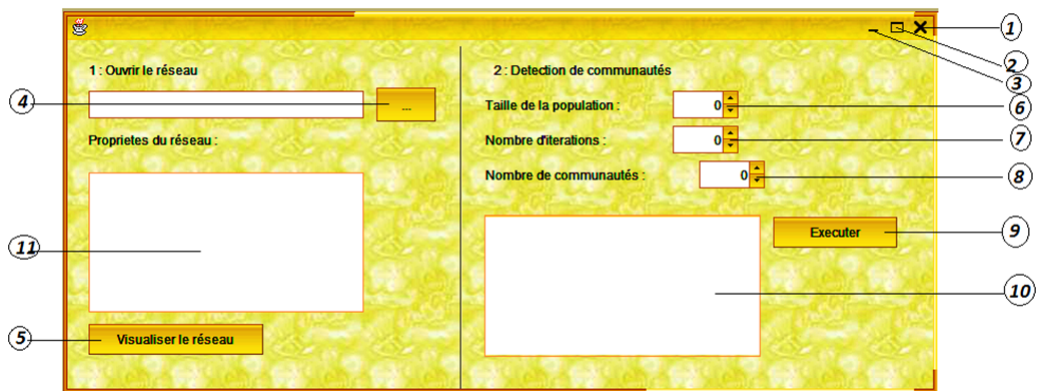 1
2
3
1 : Ouvrir le réseau
2 : Detection de communautés
4
...
Taille de la population :
0
6
Proprietes du réseau :
Nombre d'iterations :
0
7
Nombre de communautés :
0
8
11
Executer
9
10
5
Visualiser le réseau